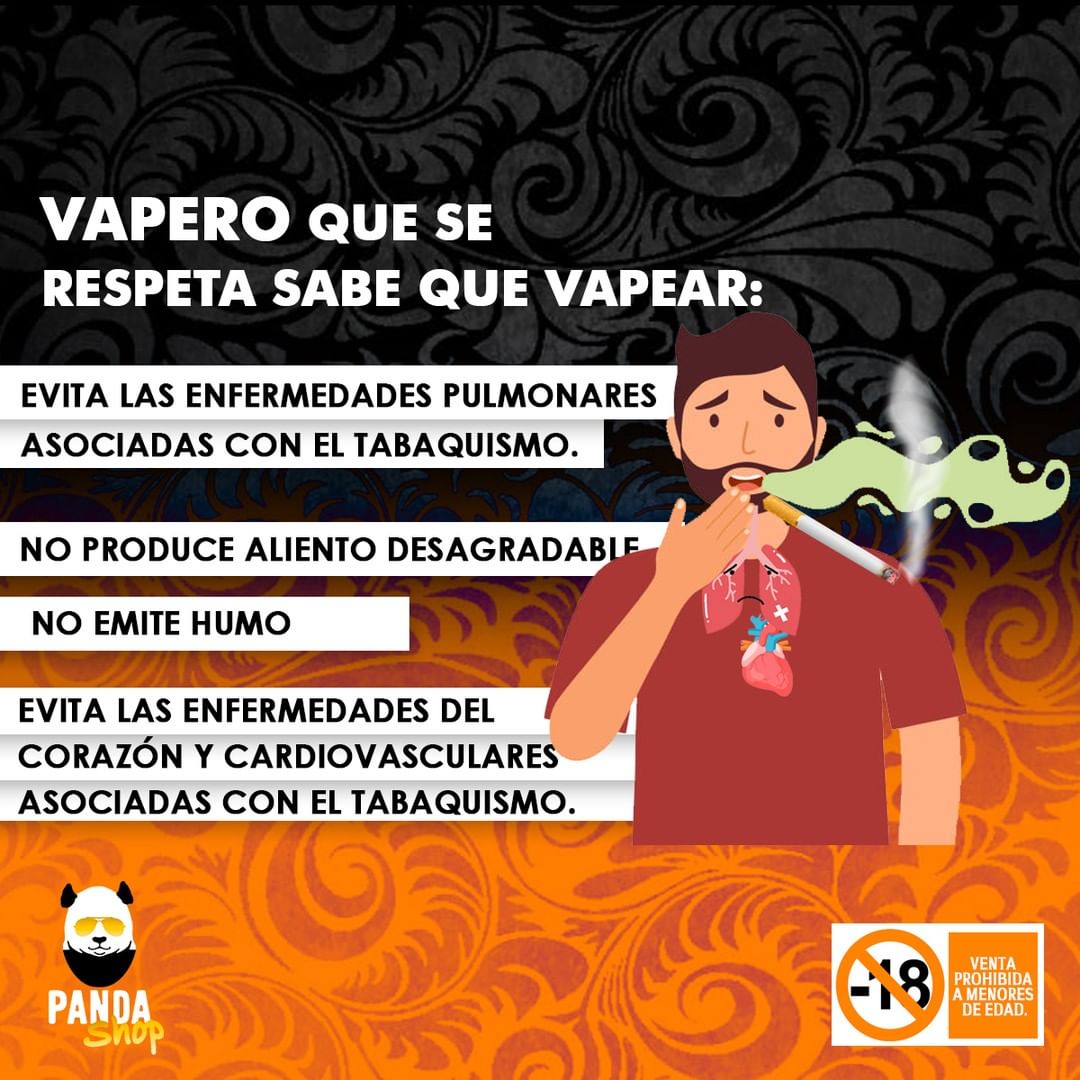 VAPERO QUE SE
RESPETA SABE QUE VAPEAR:
EVITA LAS ENFERMEDADES PULMONARES
ASOCIADAS CON EL TABAQUISMO.
NO PRODUCE ALIENTO DESAGRADABLE
NO EMITE HUMO
EVITA LAS ENFERMEDADES DEL
CORAZÓN Y CARDIOVASCULARES
ASOCIADAS CON EL TABAQUISMO.
PANDA
Shop
-18
VENTA
PROHIBIDA
A MENORES
DE EDAD.